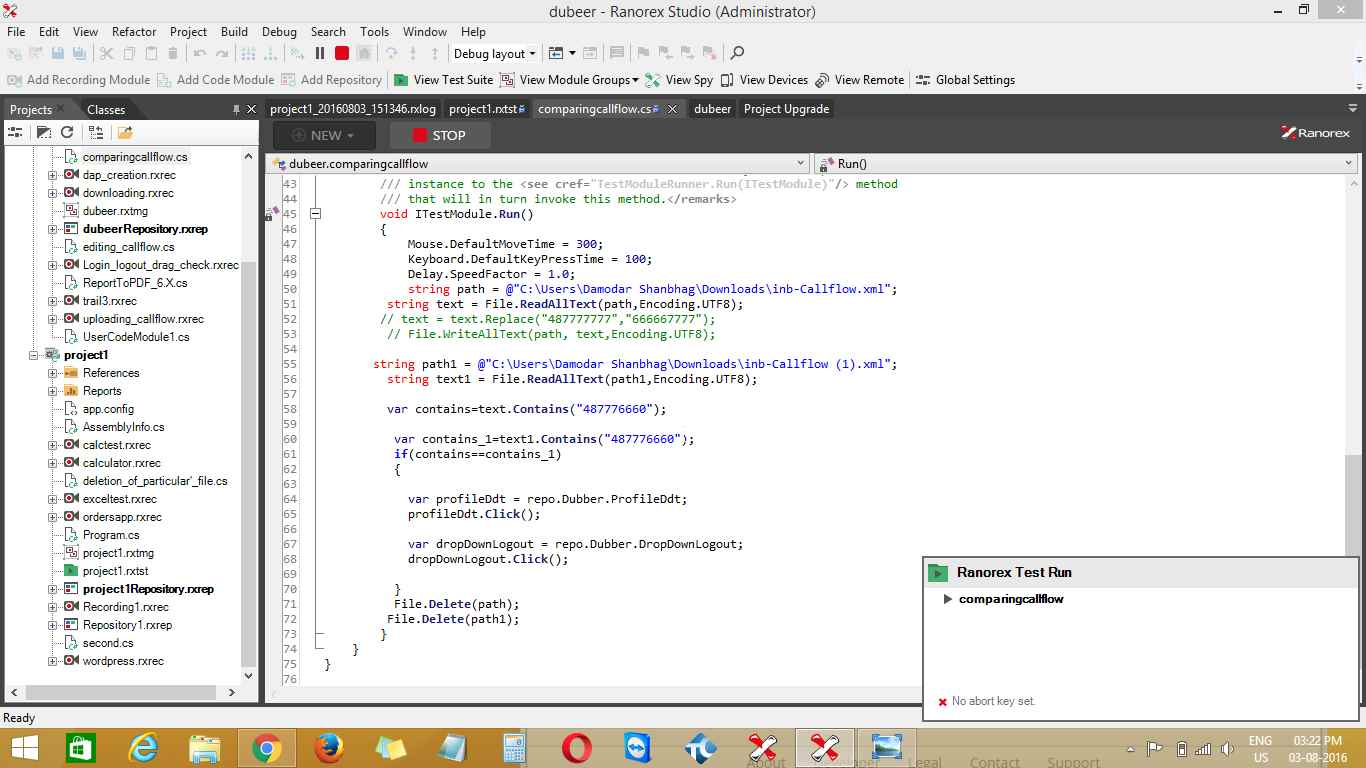 dubeer - Ranorex Studio (Administrator)
File Edit View Refactor Project Build Debug Search Tools Window Help
Debug layout
Add Recording Module Add Code Module Add Repository View Test Suite View Module Groups View Spy View Devices View Remote Global Settings
Projects Classes
project1_20160803_151346.rxlog project1.rxtst comparingcallflow.cs dubeer Project Upgrade
NEW STOP Ranorex
dubeer.comparingcallflow Run()
comparingcallflow.cs
dap_creation.rxrec
downloading.rxrec
dubeer.rxtmg
dubeerRepository.rxrep
editing_callflow.cs
Login_logout_drag_check.rxrec
ReportToPDF_6.X.cs
trail3.rxrec
uploading_callflow.rxrec
UserCodeModule1.cs
project1
References
Reports
app.config
AssemblyInfo.cs
calctest.rxrec
calculator.rxrec
deletion_of_particular'_file.cs
exceltest.rxrec
ordersapp.rxrec
Program.cs
project1.rxtmg
project1.rxtst
project1Repository.rxrep
Recording1.rxrec
Repository1.rxrep
second.cs
wordpress.rxrec
43 /// instance to the <see cref="TestModuleRunner.Run(ITestModule)"/> method
44 /// that will in turn invoke this method.</remarks>
45 void ITestModule.Run()
46 {
47 Mouse.DefaultMoveTime = 300;
48 Keyboard.DefaultKeyPressTime = 100;
49 Delay.SpeedFactor = 1.0;
50 string path = @"C:\Users\Damodar Shanbhag\Downloads\inb-Callflow.xml";
51 string text = File.ReadAllText(path,Encoding.UTF8);
52 // text = text.Replace("487777777","666667777");
53 // File.WriteAllText(path, text,Encoding.UTF8);
54
55 string path1 = @"C:\Users\Damodar Shanbhag\Downloads\inb-Callflow (1).xml";
56 string text1 = File.ReadAllText(path1,Encoding.UTF8);
57
58 var contains=text.Contains("487776660");
59
60 var contains_1=text1.Contains("487776660");
61 if(contains==contains_1)
62 {
63
64 var profileDdt = repo.Dubber.ProfileDdt;
65 profileDdt.Click();
66
67 var dropDownLogout = repo.Dubber.DropDownLogout;
68 dropDownLogout.Click();
69
70 }
71 File.Delete(path);
72 File.Delete(path1);
73 }
74 }
75 }
76
Ranorex Test Run
comparingcallflow
No abort key set.
Ready
ENG 03:22 PM
US 03-08-2016
About Developer Legal Contact Support